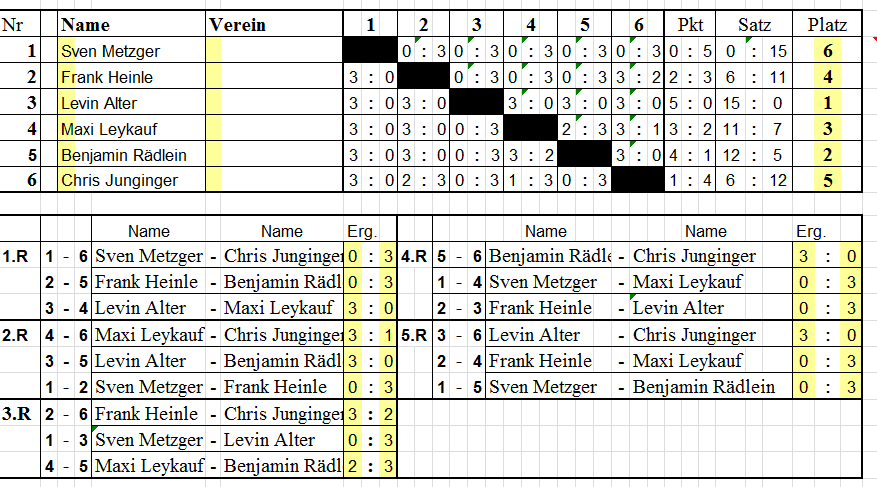 Nr Name Verein 1 2 3 4 5 6 Pkt Satz Platz
1 Sven Metzger 0 : 3 0 : 3 0 : 3 0 : 3 0 : 3 0 : 5 0 : 15 6
2 Frank Heinle 3 : 0 0 : 3 0 : 3 0 : 3 3 : 2 2 : 3 6 : 11 4
3 Levin Alter 3 : 0 3 : 0 3 : 0 3 : 0 3 : 0 5 : 0 15 : 0 1
4 Maxi Leykauf 3 : 0 3 : 0 0 : 3 2 : 3 3 : 1 3 : 2 11 : 7 3
5 Benjamin Rädlein 3 : 0 3 : 0 0 : 3 3 : 2 3 : 0 4 : 1 12 : 5 2
6 Chris Junginger 3 : 0 2 : 3 0 : 3 1 : 3 0 : 3 1 : 4 6 : 12 5
Name Name Erg. Name Name Erg.
1.R 1 - 6 Sven Metzger - Chris Junginger 0 : 3 4.R 5 - 6 Benjamin Rädle - Chris Junginger 3 : 0
2 - 5 Frank Heinle - Benjamin Rädl 0 : 3 1 - 4 Sven Metzger - Maxi Leykauf 0 : 3
3 - 4 Levin Alter - Maxi Leykauf 3 : 0 2 - 3 Frank Heinle - Levin Alter 0 : 3
2.R 4 - 6 Maxi Leykauf - Chris Junginger 3 : 1 5.R 3 - 6 Levin Alter - Chris Junginger 3 : 0
3 - 5 Levin Alter - Benjamin Rädl 3 : 0 2 - 4 Frank Heinle - Maxi Leykauf 0 : 3
1 - 2 Sven Metzger - Frank Heinle 0 : 3 1 - 5 Sven Metzger - Benjamin Rädlein 0 : 3
3.R 2 - 6 Frank Heinle - Chris Junginger 3 : 2
1 - 3 Sven Metzger - Levin Alter 0 : 3
4 - 5 Maxi Leykauf - Benjamin Rädl 2 : 3